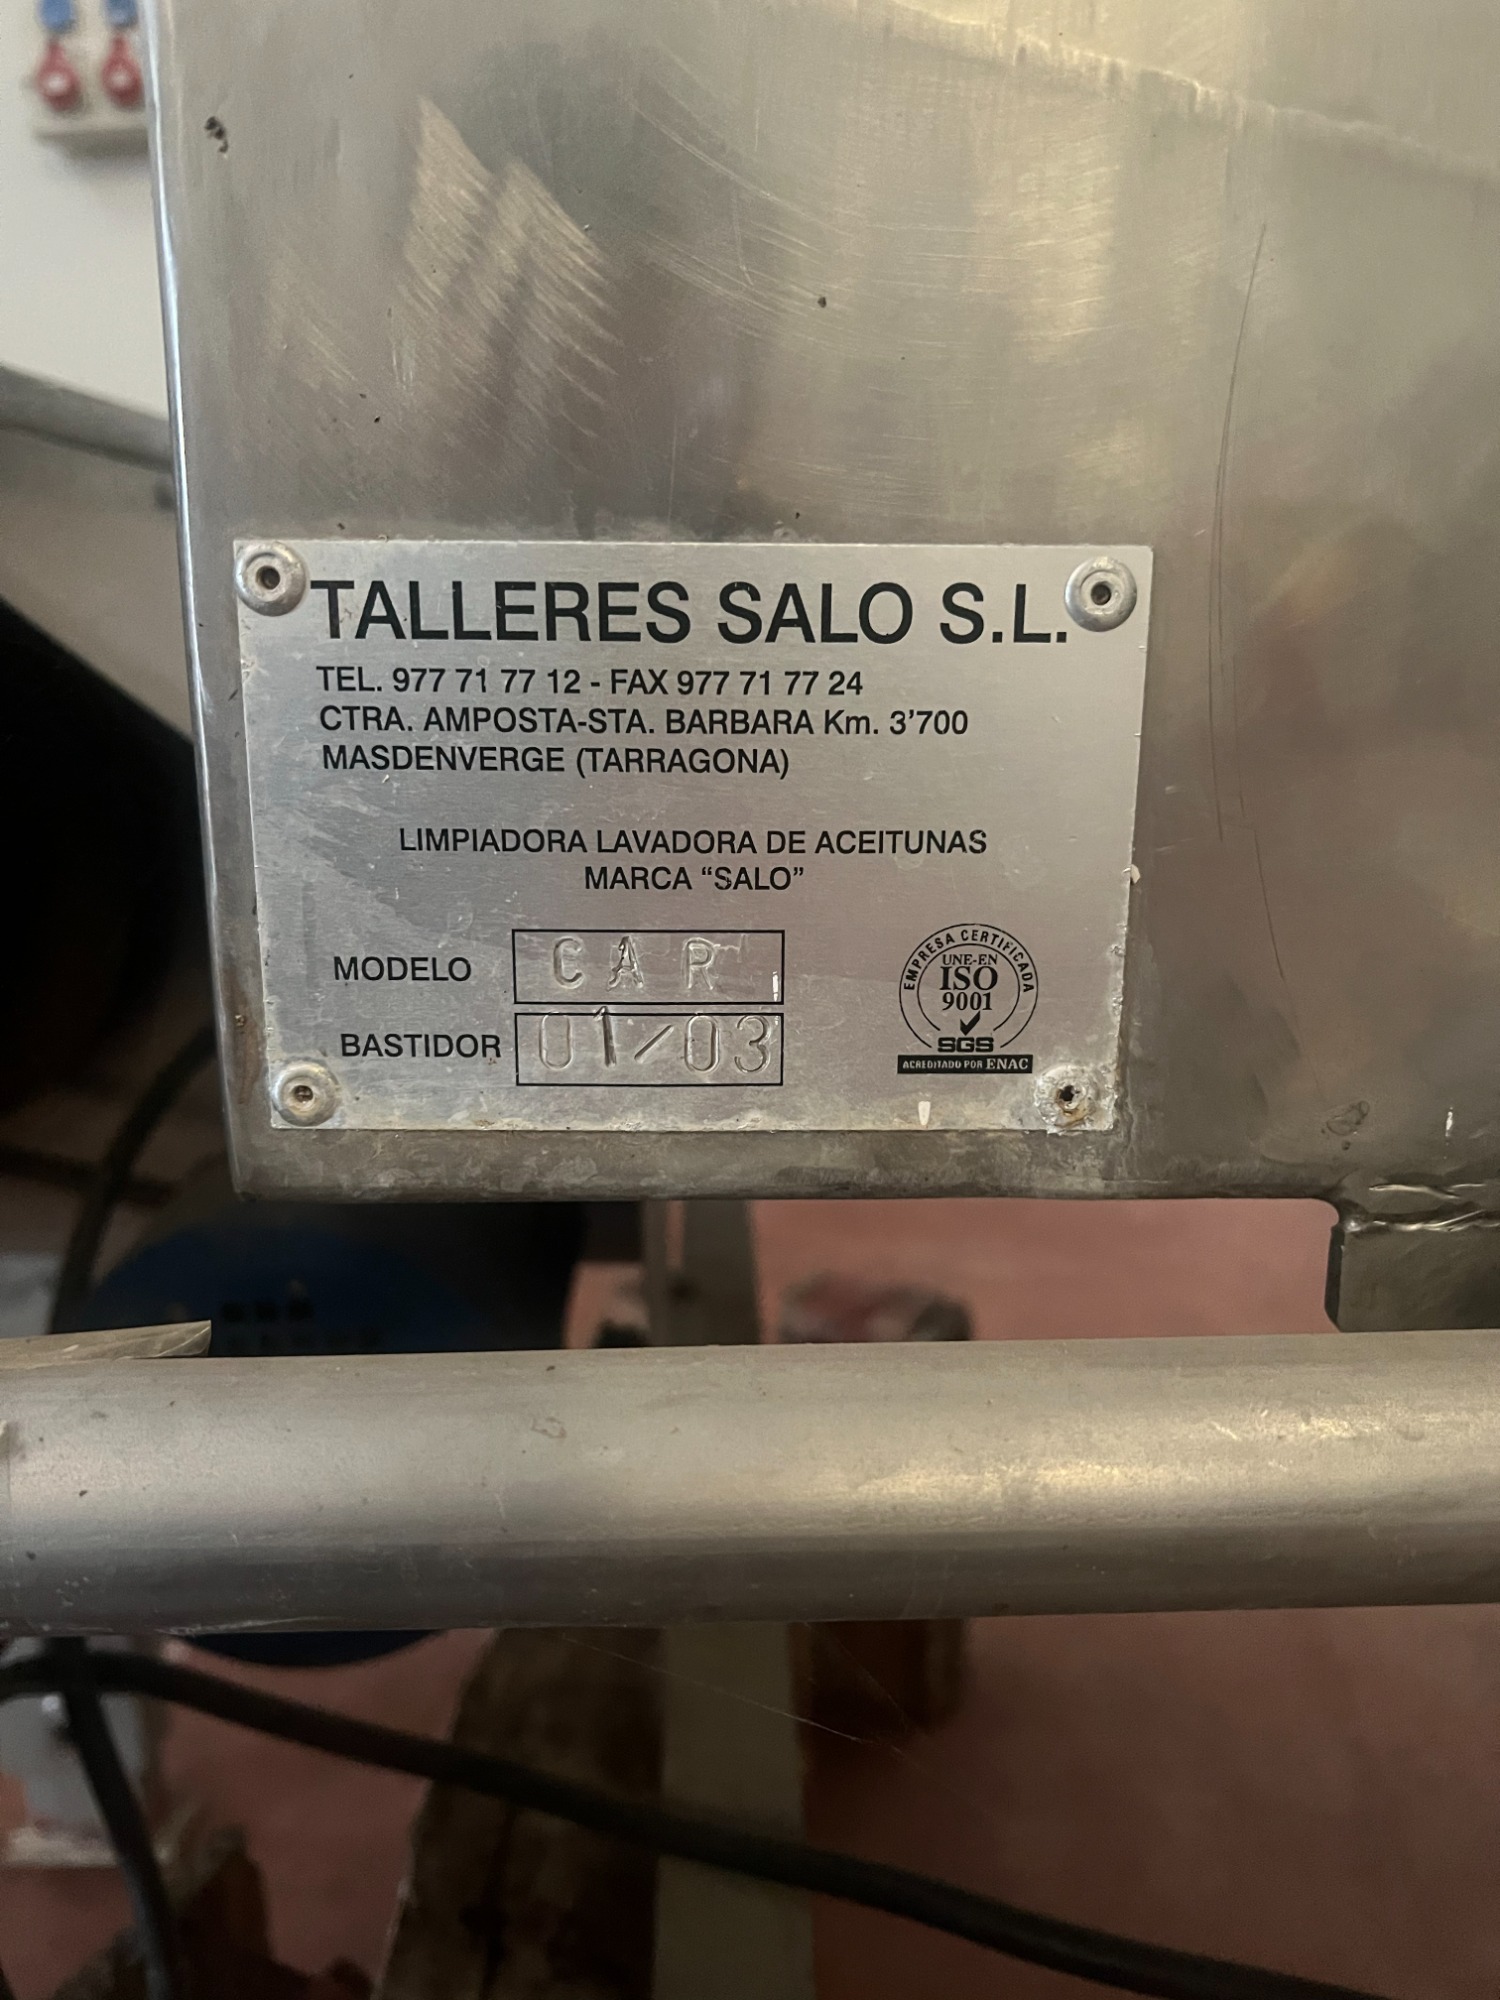 TALLERES SALO S.L.
TEL. 977 71 77 12 - FAX 977 71 77 24
CTRA. AMPOSTA-STA. BARBARA Km. 3'700
MASDENVERGE (TARRAGONA)
LIMPIADORA LAVADORA DE ACEITUNAS
MARCA “SALO”
MODELO CAR
BASTIDOR 01/03
EMPRESA CERTIFICADA
UNE-EN
ISO
9001
SGS
ACREDITADO POR ENAC